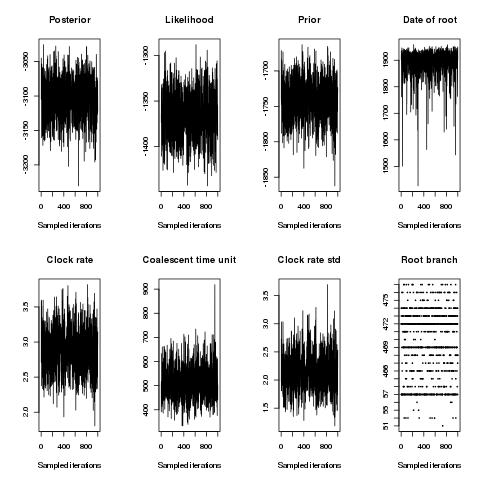 Posterior Likelihood Prior Date of root
-3050 -3100 -3150 -3200
-1300 -1350 -1400
-1700 -1750 -1800 -1850
1900 1800 1700 1600 1500
0 400 800 0 400 800 0 400 800 0 400 800
Sampled iterations Sampled iterations Sampled iterations Sampled iterations
Clock rate Coalescent time unit Clock rate std Root branch
3.5 3.0 2.5 2.0
900 800 700 600 500 400
3.5 3.0 2.5 2.0 1.5
475 472 469 466 57 55 53 51
0 400 800 0 400 800 0 400 800 0 400 800
Sampled iterations Sampled iterations Sampled iterations Sampled iterations